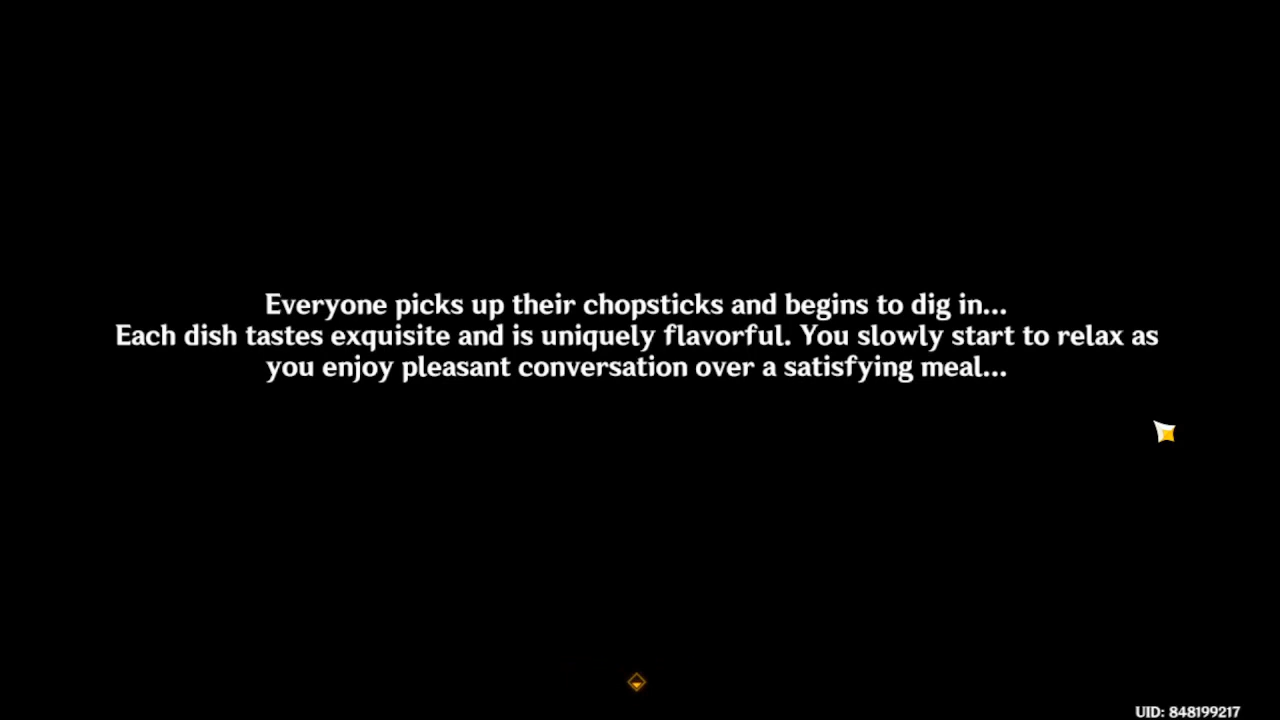 Everyone picks up their chopsticks and begins to dig in...
Each dish tastes exquisite and is uniquely flavorful. You slowly start to relax as
you enjoy pleasant conversation over a satisfying meal...
UID: 848199217